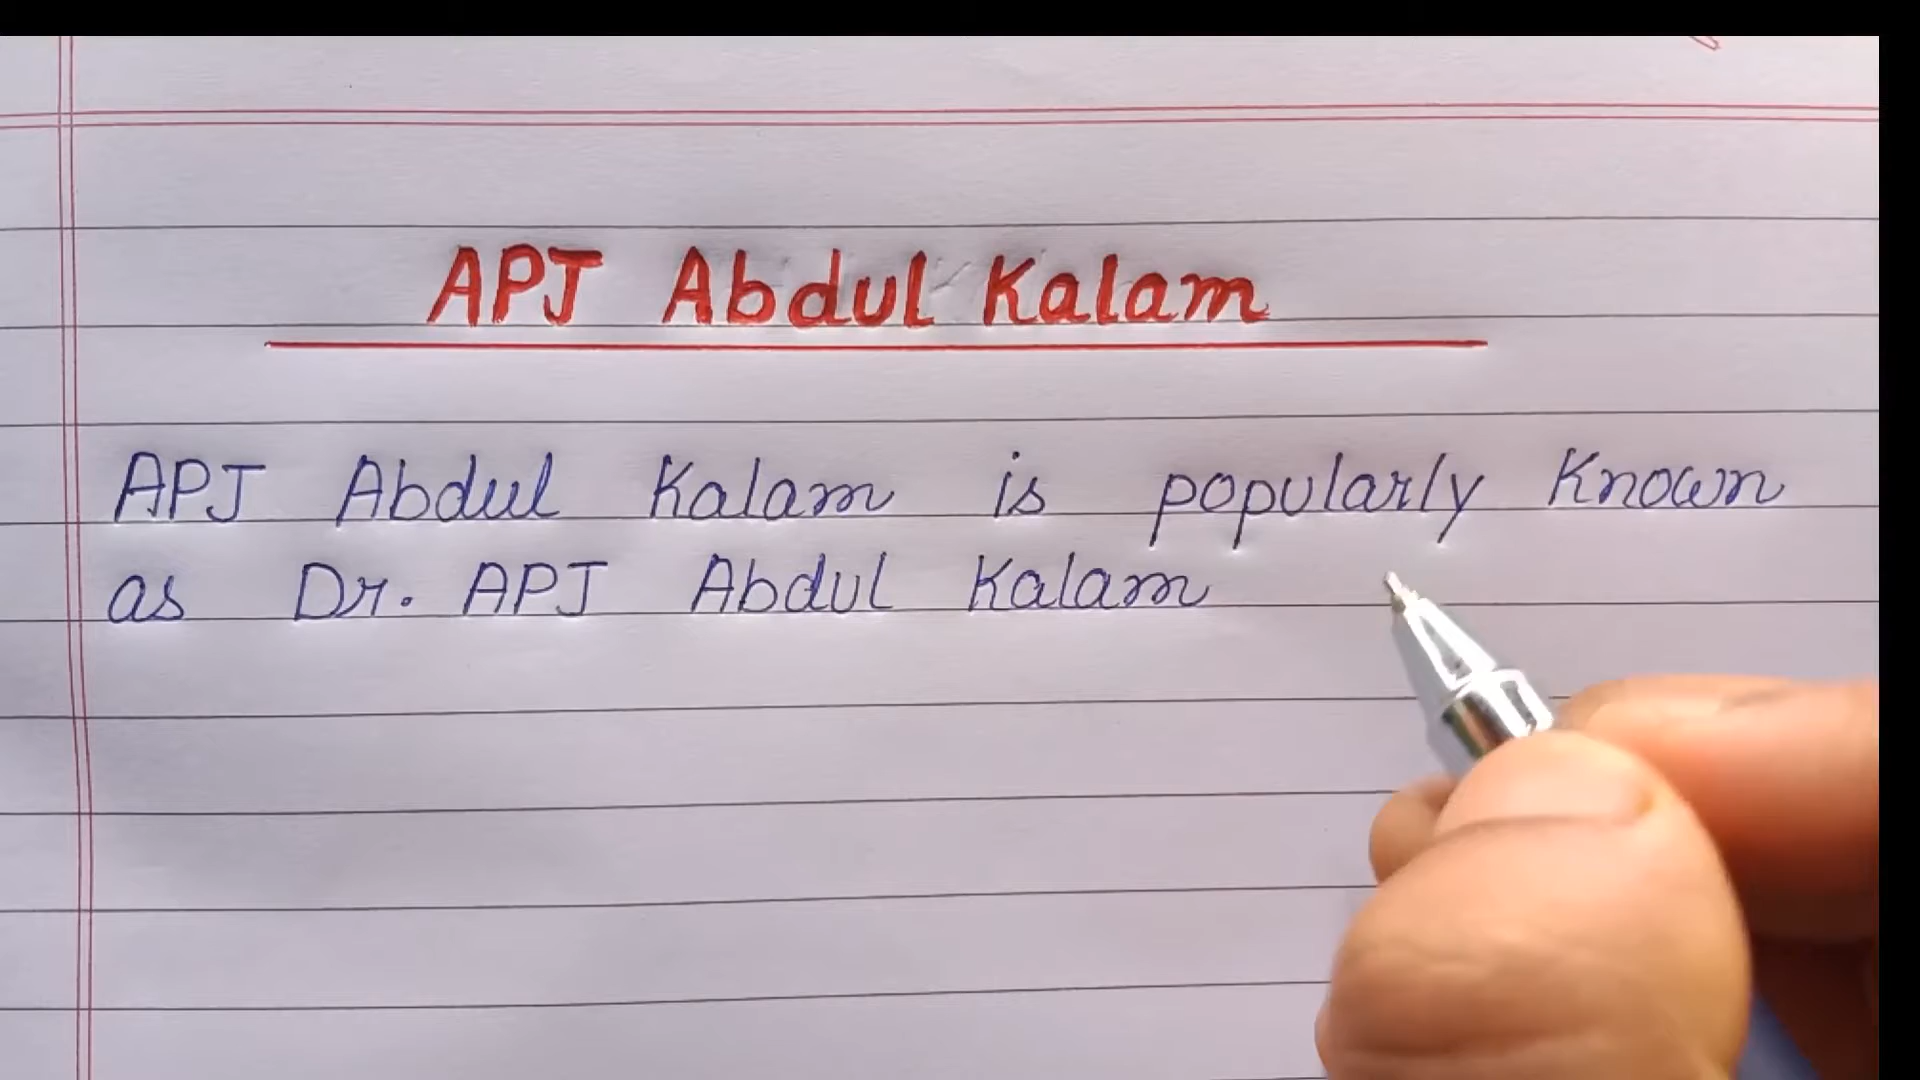 APJ Abdul Kalam
APJ Abdul Kalam is popularly Known
as Dr. APJ Abdul Kalam